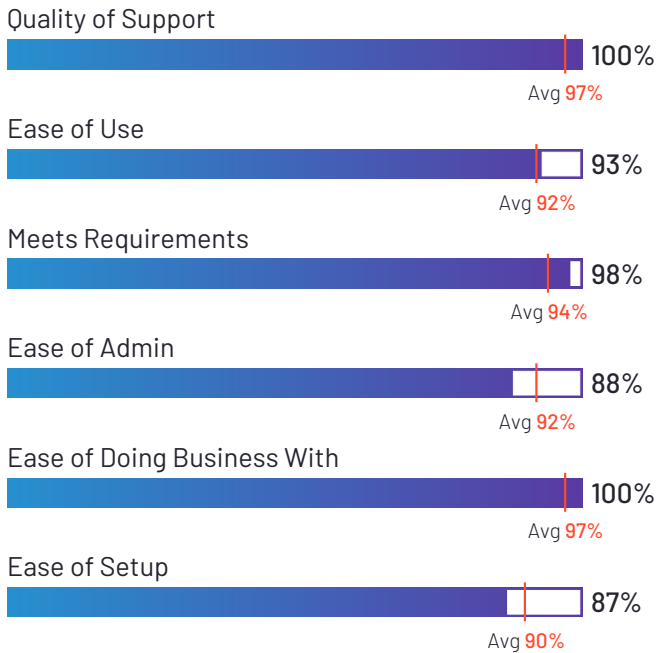 Quality of Support
100%
Avg 97%
Ease of Use
93%
Avg 92%
Meets Requirements
98%
Avg 94%
Ease of Admin
88%
Avg 92%
Ease of Doing Business With
100%
Avg 97%
Ease of Setup
87%
Avg 90%